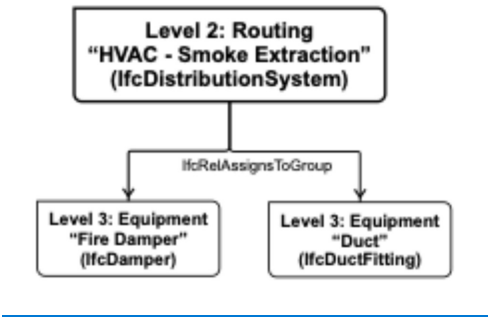 Level 2: Routing
“HVAC - Smoke Extraction”
(IfcDistributionSystem)
IfcRelAssignsToGroup
Level 3: Equipment
“Fire Damper”
(IfcDamper)
Level 3: Equipment
“Duct”
(IfcDuctFitting)